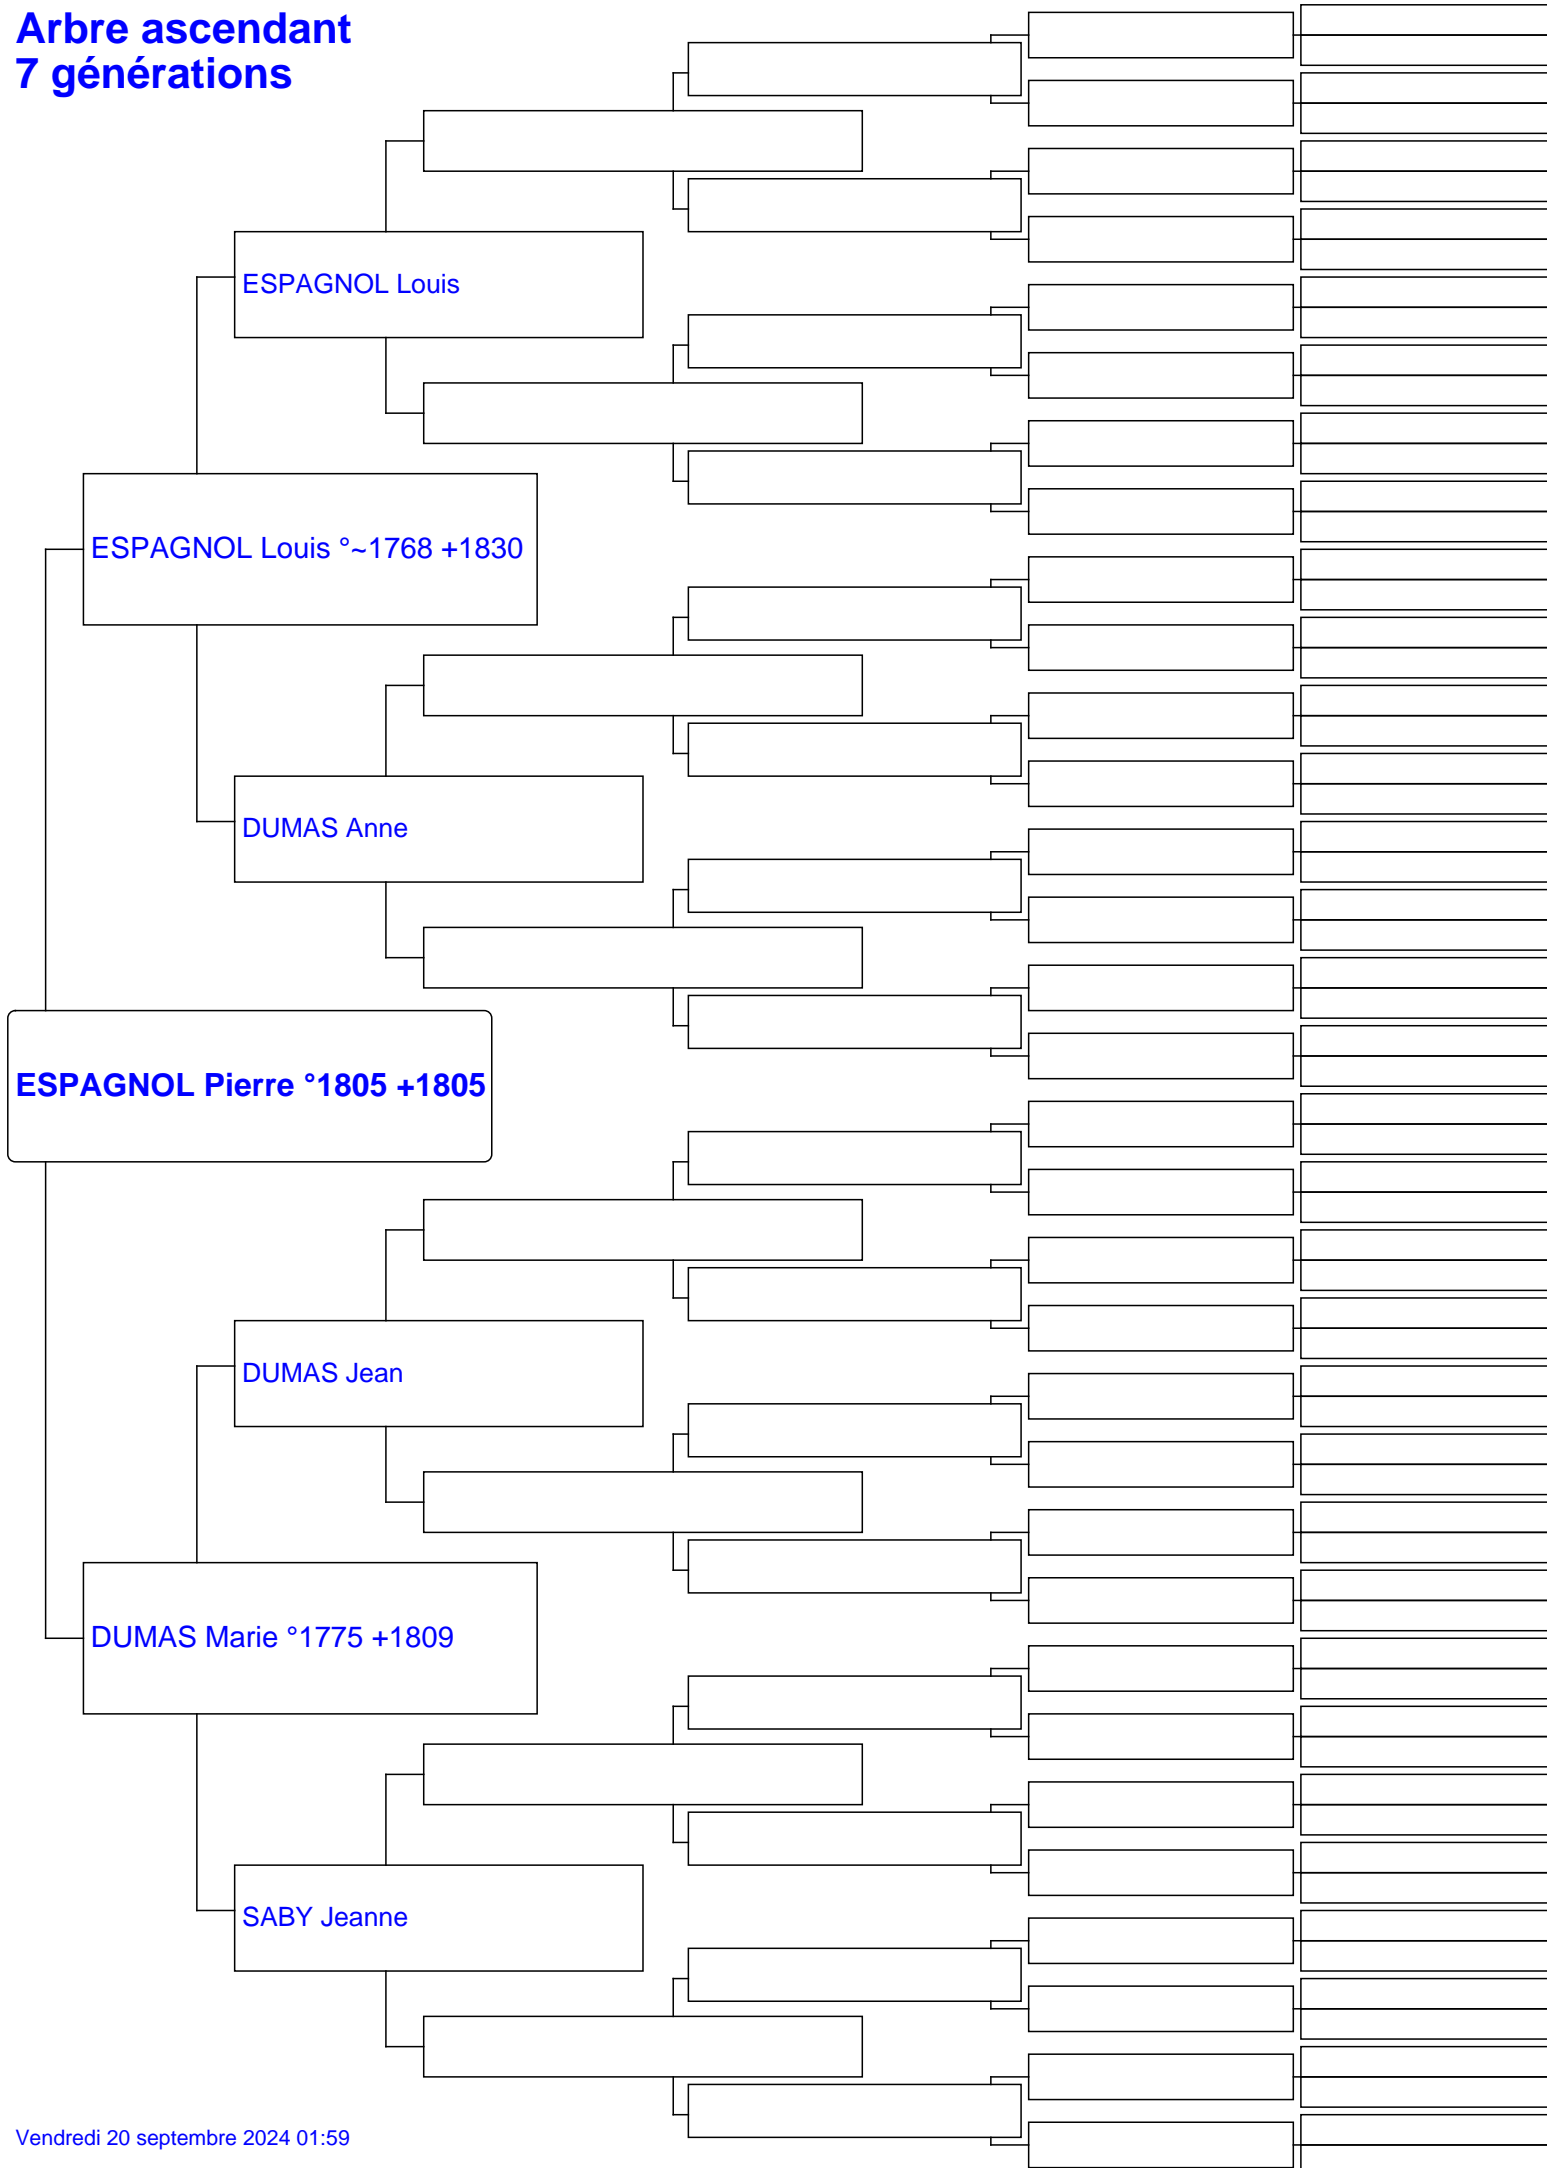 Arbre ascendant
7 générations
ESPAGNOL Louis
ESPAGNOL Louis °~1768 +1830
DUMAS Anne
ESPAGNOL Pierre °1805 +1805
DUMAS Jean
DUMAS Marie °1775 +1809
SABY Jeanne
Vendredi 20 septembre 2024 01:59